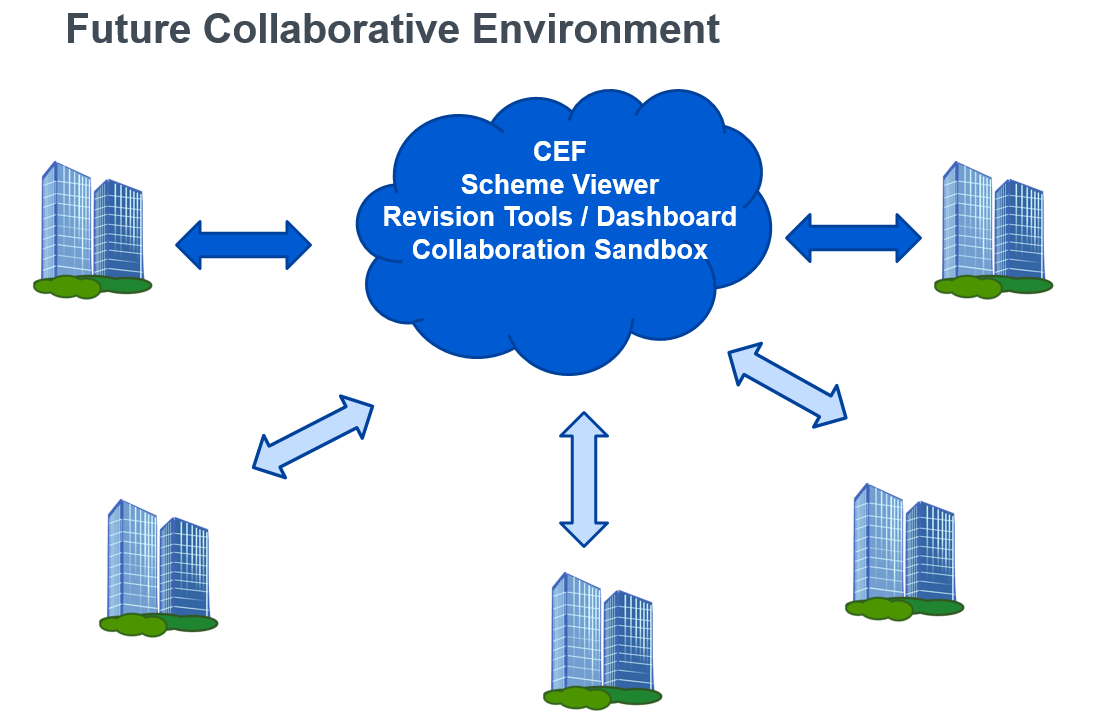 Future Collaborative Environment
CEF
Scheme Viewer
Revision Tools / Dashboard
Collaboration Sandbox